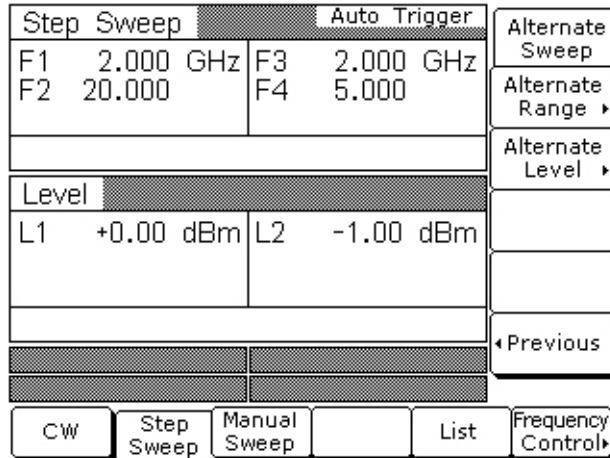 Step Sweep Auto Trigger
F1 2.000 GHz F3 2.000 GHz
F2 20.000 F4 5.000
Level
L1 +0.00 dBm L2 -1.00 dBm
Alternate
Sweep
Alternate
Range
Alternate
Level
Previous
CW
Step
Sweep
Manual
Sweep
List
Frequency
Control